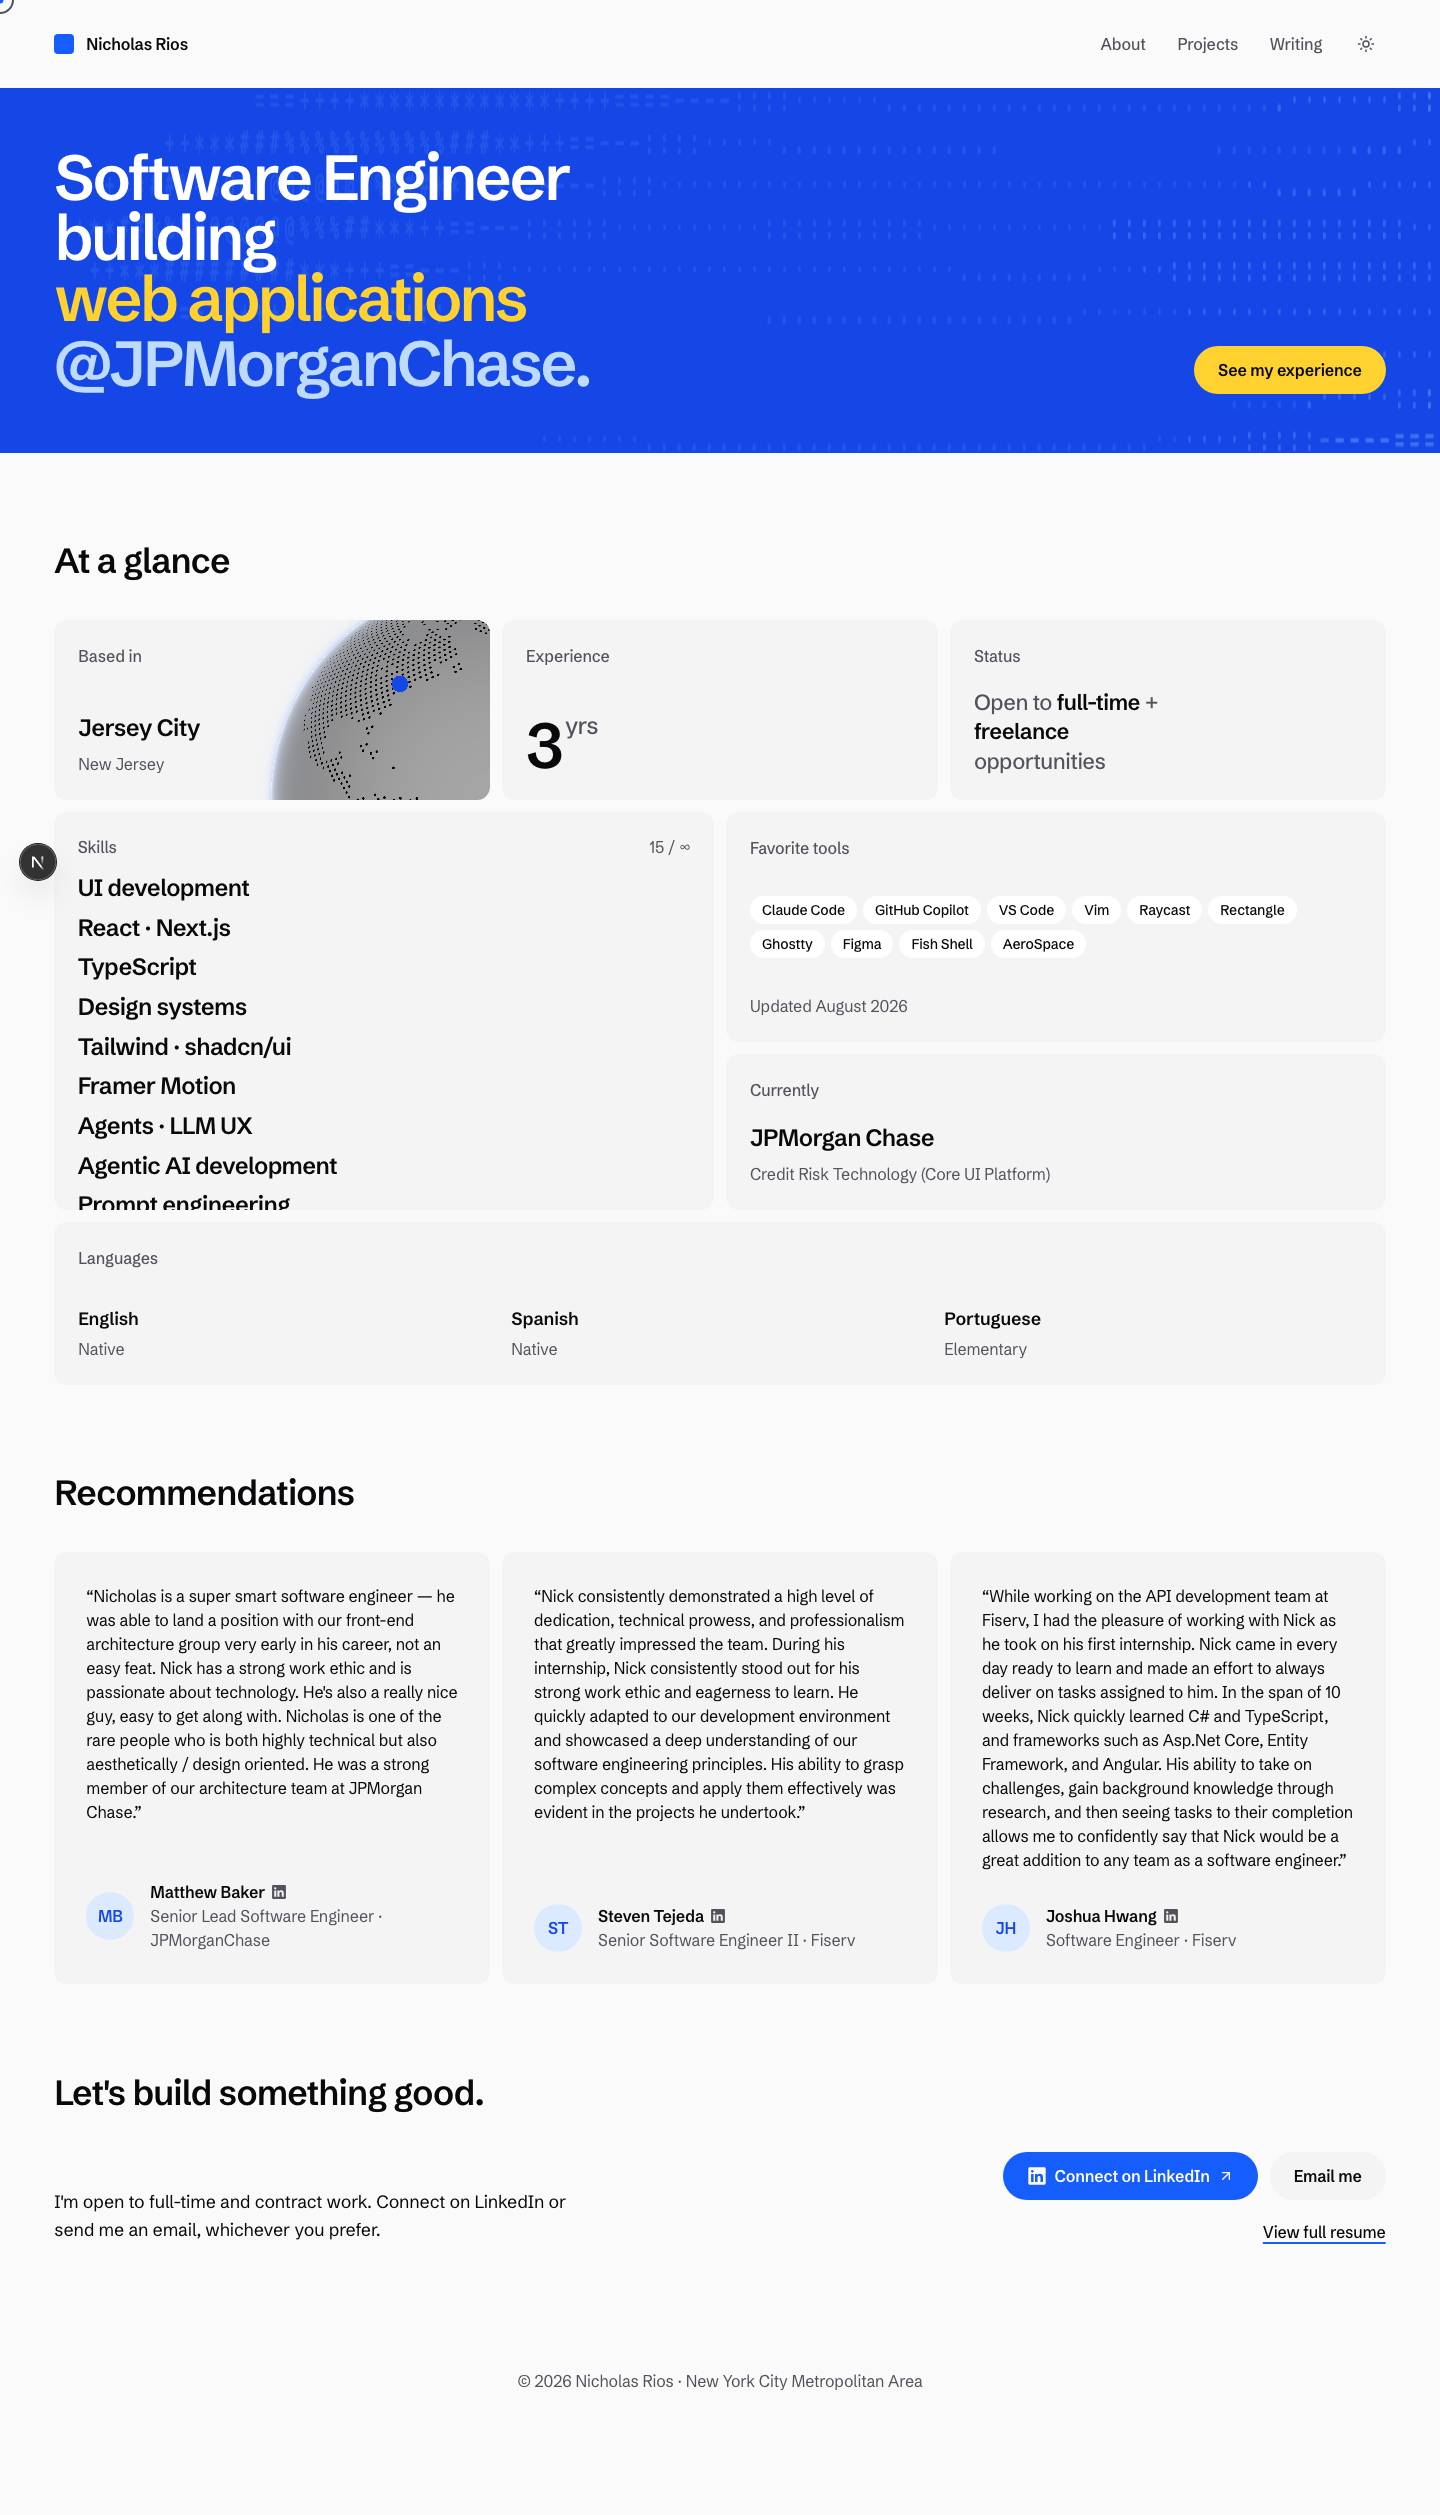 Nicholas Rios
About
Projects
Writing
Software Engineer
building
web applications
@JPMorganChase.
See my experience
At a glance
Based in
Jersey City
New Jersey
Experience
3 yrs
Status
Open to full-time +
freelance
opportunities
Skills
15 / ∞
UI development
React · Next.js
TypeScript
Design systems
Tailwind · shadcn/ui
Framer Motion
Agents · LLM UX
Agentic AI development
Prompt engineering
Favorite tools
Claude Code
GitHub Copilot
VS Code
Vim
Raycast
Rectangle
Ghostty
Figma
Fish Shell
AeroSpace
Updated August 2026
Currently
JPMorgan Chase
Credit Risk Technology (Core UI Platform)
N
Languages
English
Native
Spanish
Native
Portuguese
Elementary
Recommendations
“Nicholas is a super smart software engineer — he
was able to land a position with our front-end
architecture group very early in his career, not an
easy feat. Nick has a strong work ethic and is
passionate about technology. He's also a really nice
guy, easy to get along with. Nicholas is one of the
rare people who is both highly technical but also
aesthetically / design oriented. He was a strong
member of our architecture team at JPMorgan
Chase.”
MB
Matthew Baker
Senior Lead Software Engineer ·
JPMorganChase
“Nick consistently demonstrated a high level of
dedication, technical prowess, and professionalism
that greatly impressed the team. During his
internship, Nick consistently stood out for his
strong work ethic and eagerness to learn. He
quickly adapted to our development environment
and showcased a deep understanding of our
software engineering principles. His ability to grasp
complex concepts and apply them effectively was
evident in the projects he undertook.”
ST
Steven Tejeda
Senior Software Engineer II · Fiserv
“While working on the API development team at
Fiserv, I had the pleasure of working with Nick as
he took on his first internship. Nick came in every
day ready to learn and made an effort to always
deliver on tasks assigned to him. In the span of 10
weeks, Nick quickly learned C# and TypeScript,
and frameworks such as Asp.Net Core, Entity
Framework, and Angular. His ability to take on
challenges, gain background knowledge through
research, and then seeing tasks to their completion
allows me to confidently say that Nick would be a
great addition to any team as a software engineer.”
JH
Joshua Hwang
Software Engineer · Fiserv
Let's build something good.
I'm open to full-time and contract work. Connect on LinkedIn or
send me an email, whichever you prefer.
Connect on LinkedIn
Email me
View full resume
© 2026 Nicholas Rios · New York City Metropolitan Area